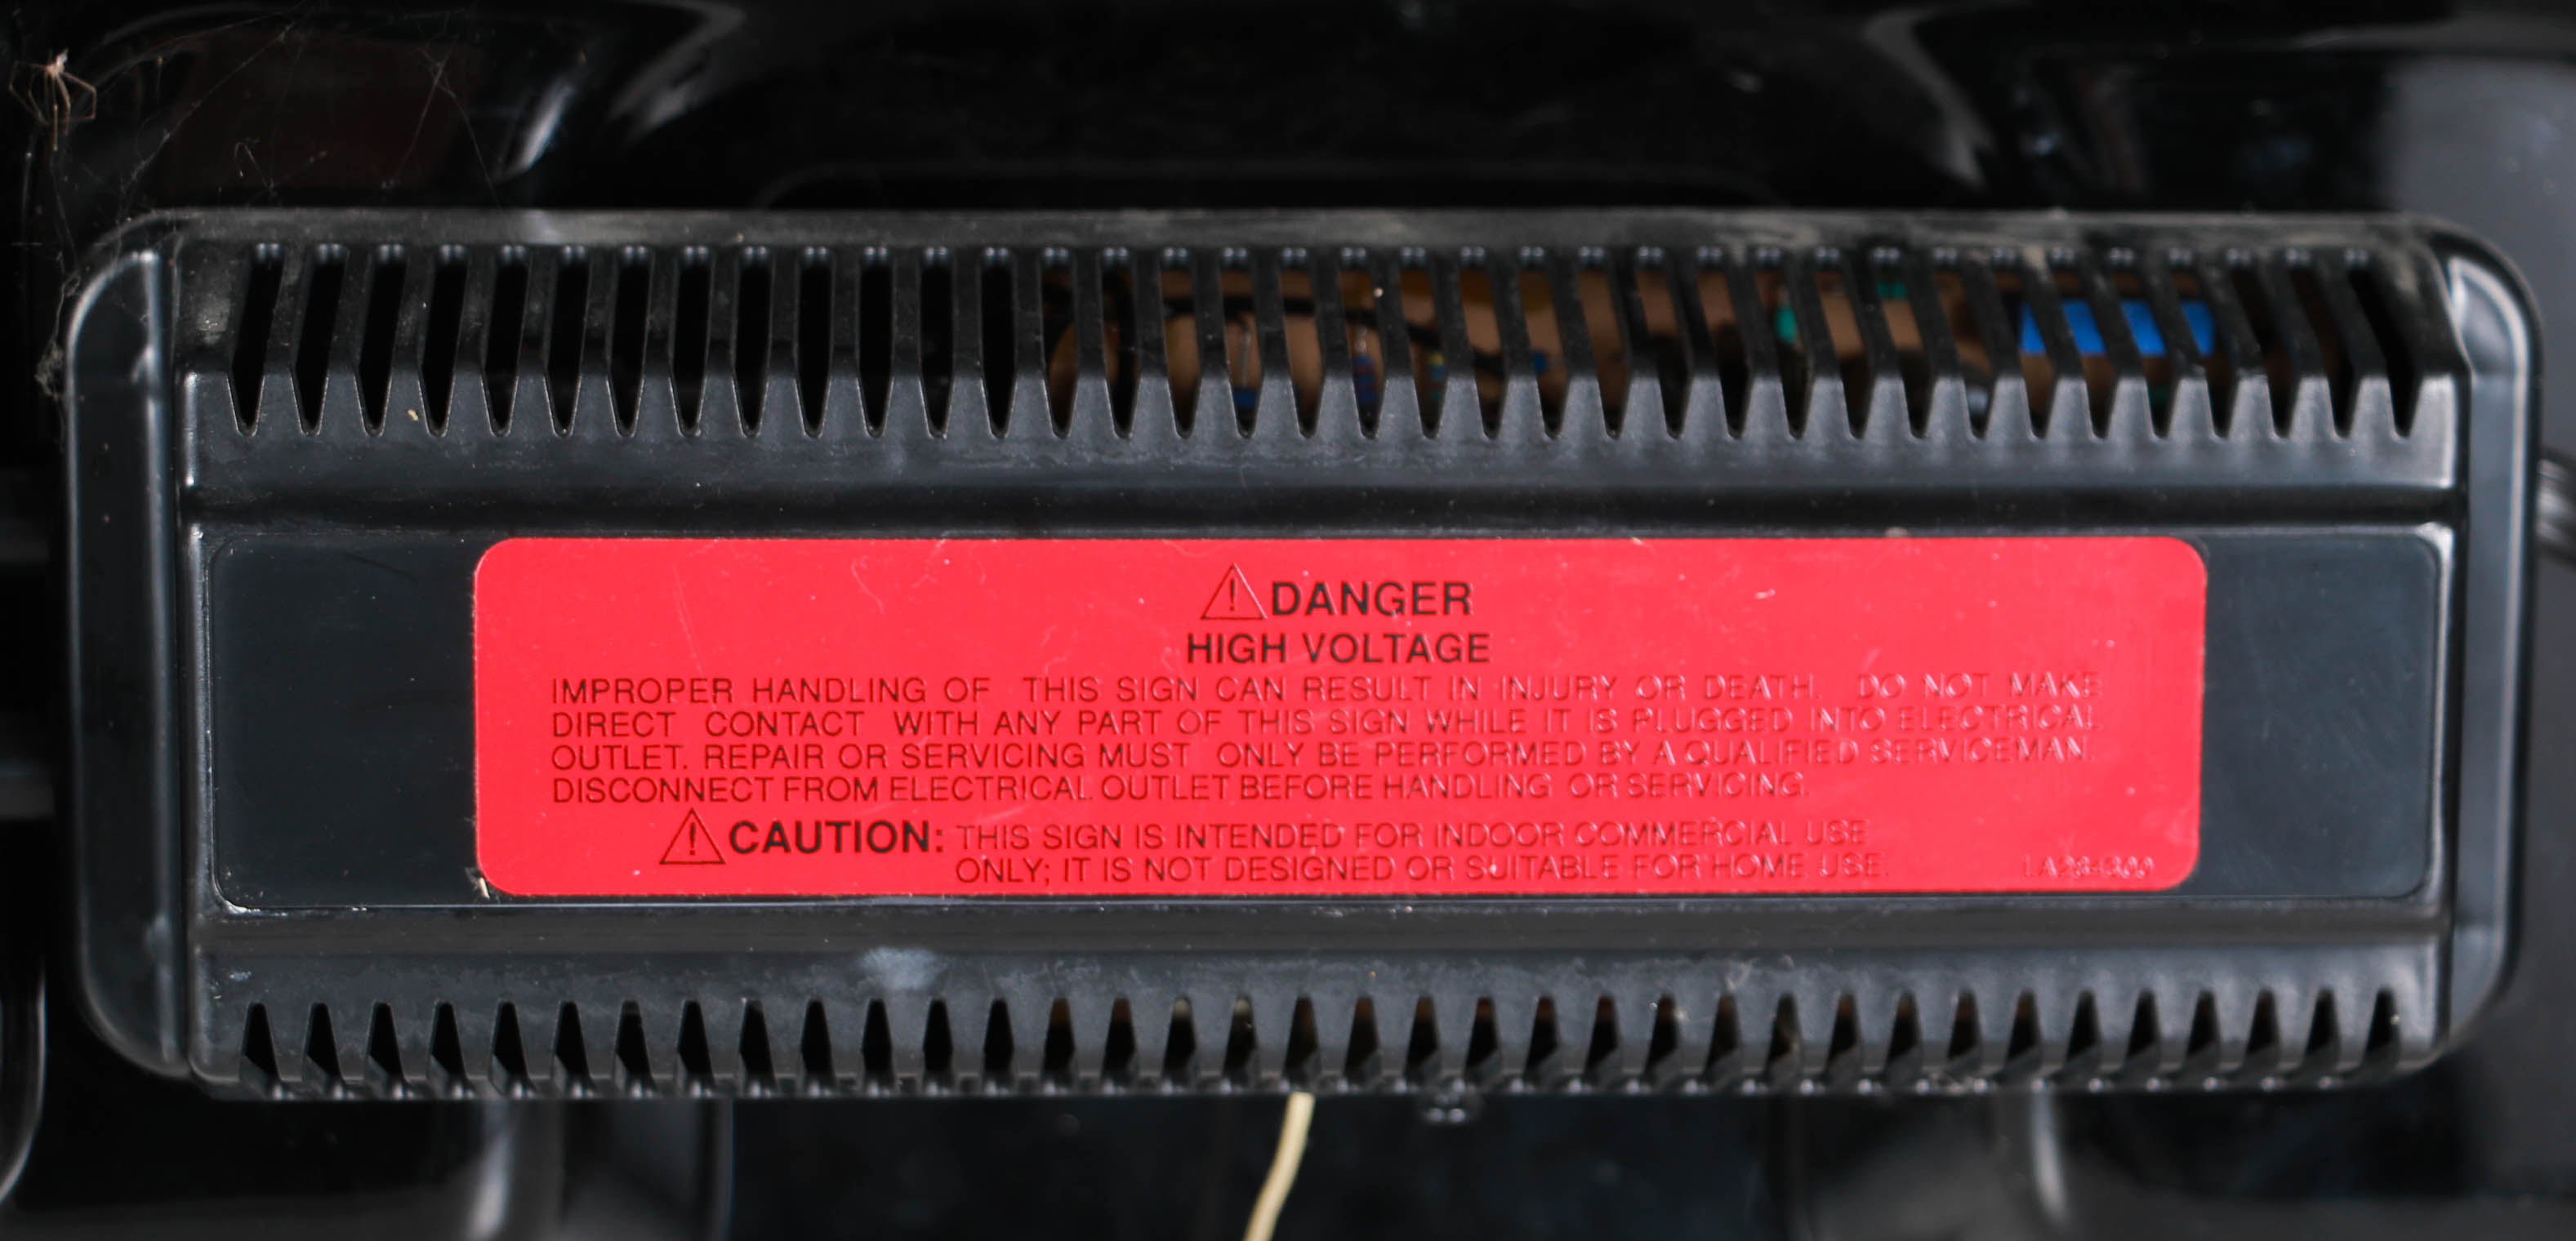 ⚠DANGER
HIGH VOLTAGE
IMPROPER HANDLING OF THIS SIGN CAN RESULT IN INJURY OR DEATH. DO NOT MAKE
DIRECT CONTACT WITH ANY PART OF THIS SIGN WHILE IT IS PLUGGED INTO ELECTRICAL
OUTLET. REPAIR OR SERVICING MUST ONLY BE PERFORMED BY A QUALIFIED SERVICEMAN.
DISCONNECT FROM ELECTRICAL OUTLET BEFORE HANDLING OR SERVICING.
⚠CAUTION: THIS SIGN IS INTENDED FOR INDOOR COMMERCIAL USE
ONLY; IT IS NOT DESIGNED OR SUITABLE FOR HOME USE.